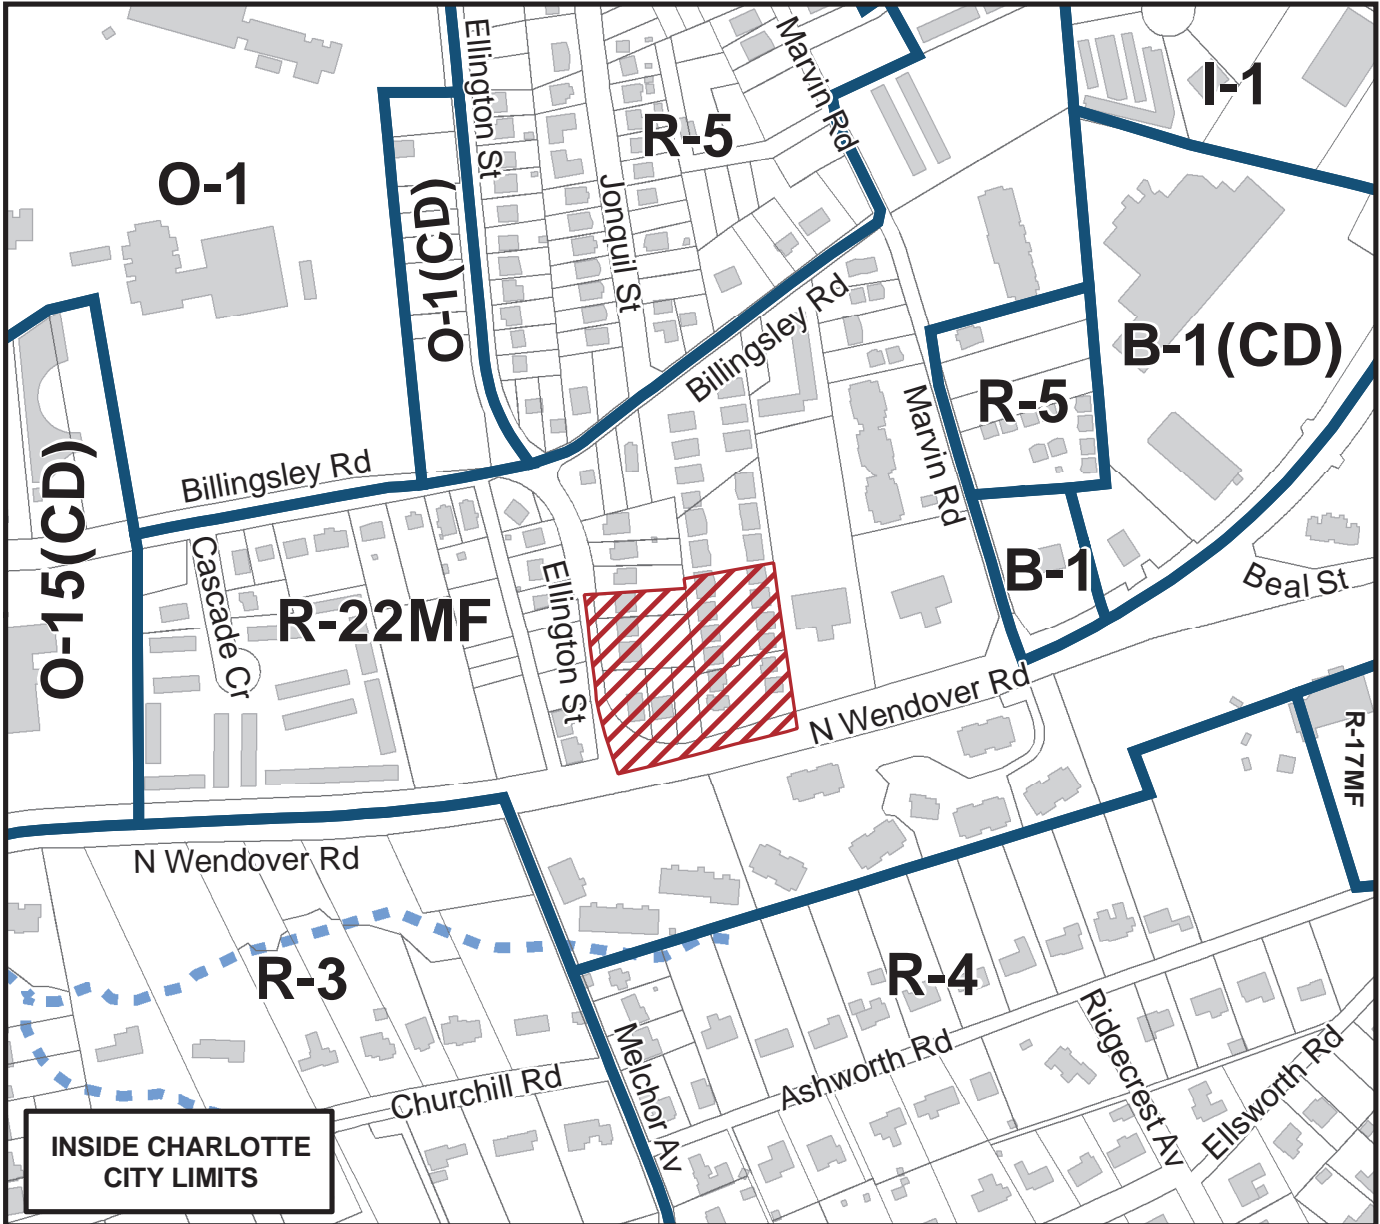 Ellington St
Marvin Rd
I-1
R-5
O-1
O-1(CD)
Jonquil St
Billingsley Rd
B-1(CD)
R-5
Marvin Rd
Billingsley Rd
O-15(CD)
Cascade Cr
R-22MF
Ellington St
B-1
Beal St
N Wendover Rd
R-17MF
N Wendover Rd
R-3
R-4
Ridgecrest Av
Melchor Av
Ashworth Rd
Ellsworth Rd
Churchill Rd
INSIDE CHARLOTTE
CITY LIMITS